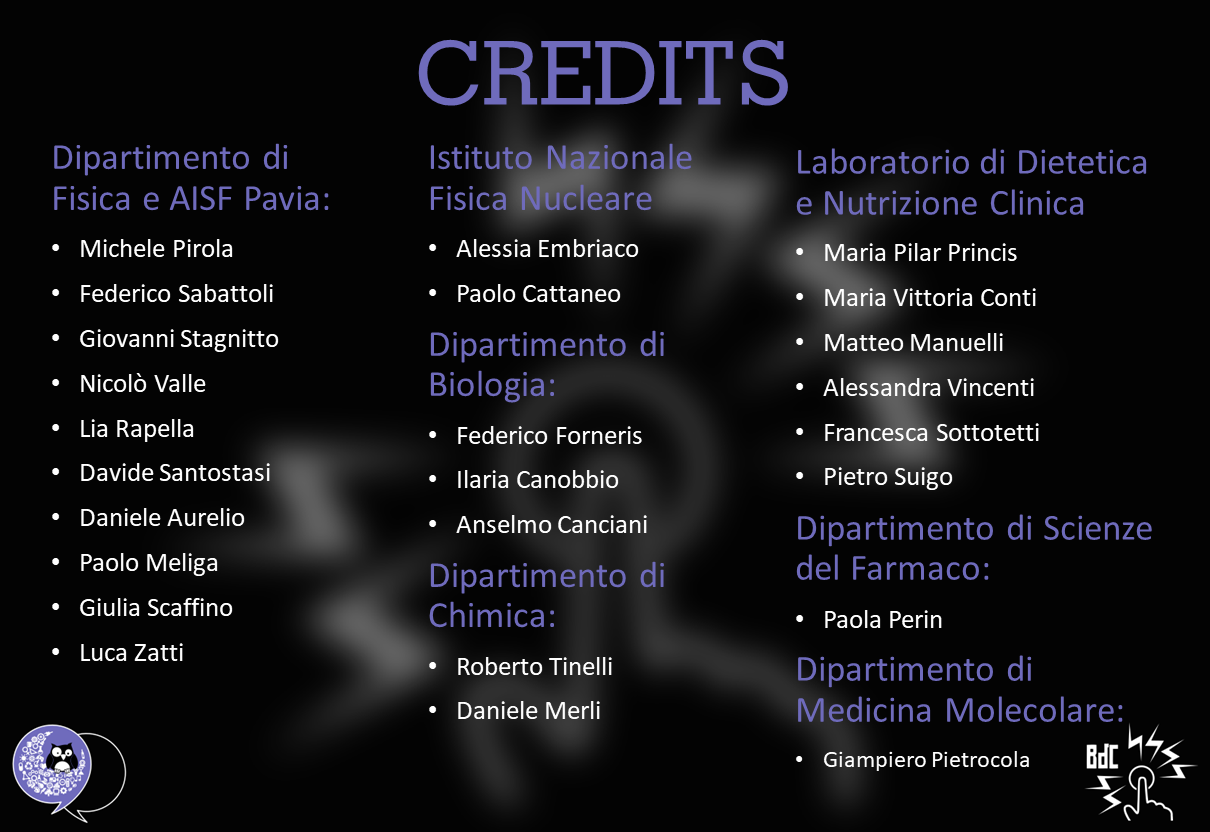 CREDITS
Dipartimento di
Fisica e AISF Pavia:
• Michele Pirola
• Federico Sabattoli
• Giovanni Stagnitto
• Nicolò Valle
• Lia Rapella
• Davide Santostasi
• Daniele Aurelio
• Paolo Meliga
• Giulia Scaffino
• Luca Zatti
Istituto Nazionale
Fisica Nucleare
• Alessia Embriaco
• Paolo Cattaneo
Dipartimento di
Biologia:
• Federico Forneris
• Ilaria Canobbio
• Anselmo Canciani
Dipartimento di
Chimica:
• Roberto Tinelli
• Daniele Merli
Laboratorio di Dietetica
e Nutrizione Clinica
• Maria Pilar Princis
• Maria Vittoria Conti
• Matteo Manuelli
• Alessandra Vincenti
• Francesca Sottotetti
• Pietro Suigo
Dipartimento di Scienze
del Farmaco:
• Paola Perin
Dipartimento di
Medicina Molecolare:
• Giampiero Pietrocola
BdC